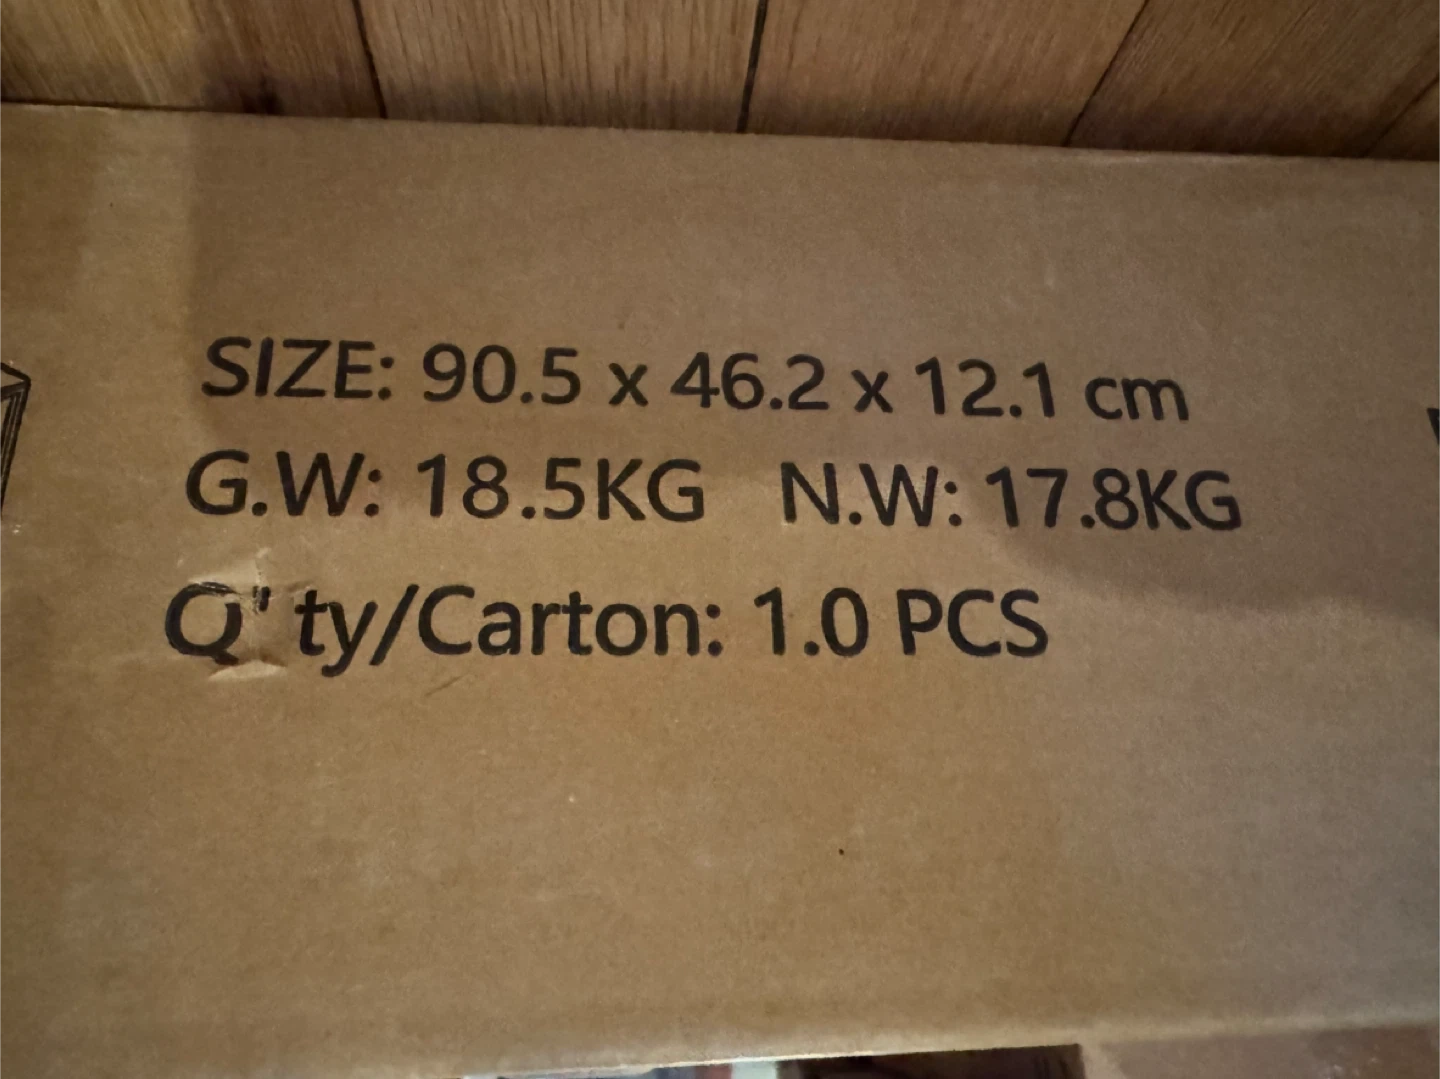 SIZE: 90.5 x 46.2 x 12.1 cm
G.W: 18.5KG N.W: 17.8KG
Q" ty/Carton: 1.0 PCS